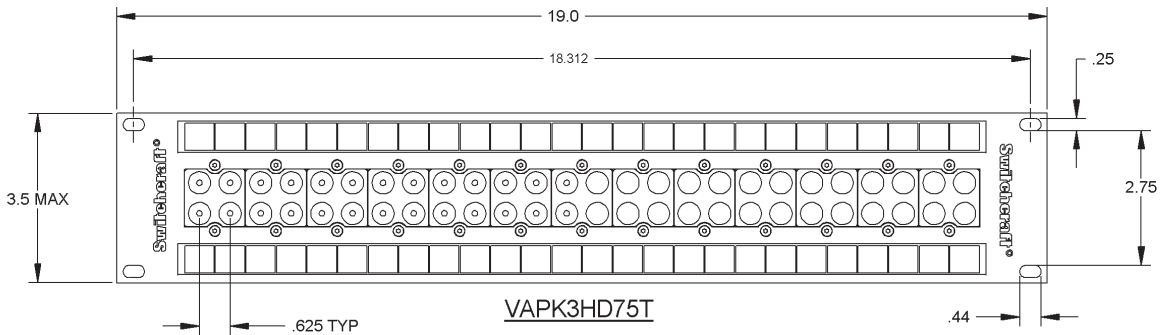 19.0
18.312
.25
3.5 MAX
Switchcraft®
Switchcraft®
2.75
.625 TYP
VAPK3HD75T
.44